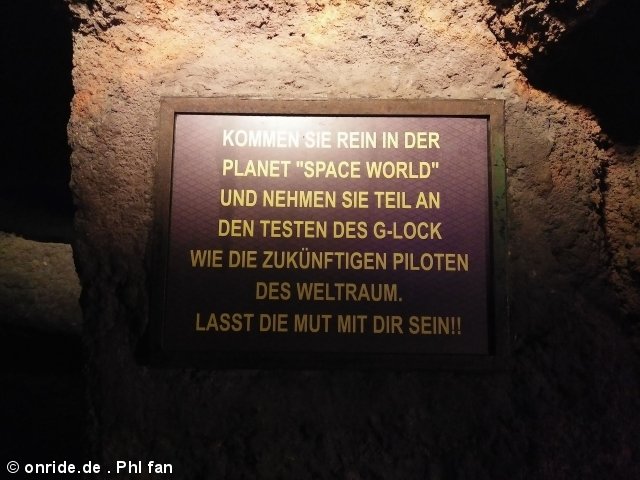 KOMMEN SIE REIN IN DER
PLANET "SPACE WORLD"
UND NEHMEN SIE TEIL AN
DEN TESTEN DES G-LOCK
WIE DIE ZUKÜNFTIGEN PILOTEN
DES WELTRAUM.
LASST DIE MUT MIT DIR SEIN!!
© onride.de . Phl fan